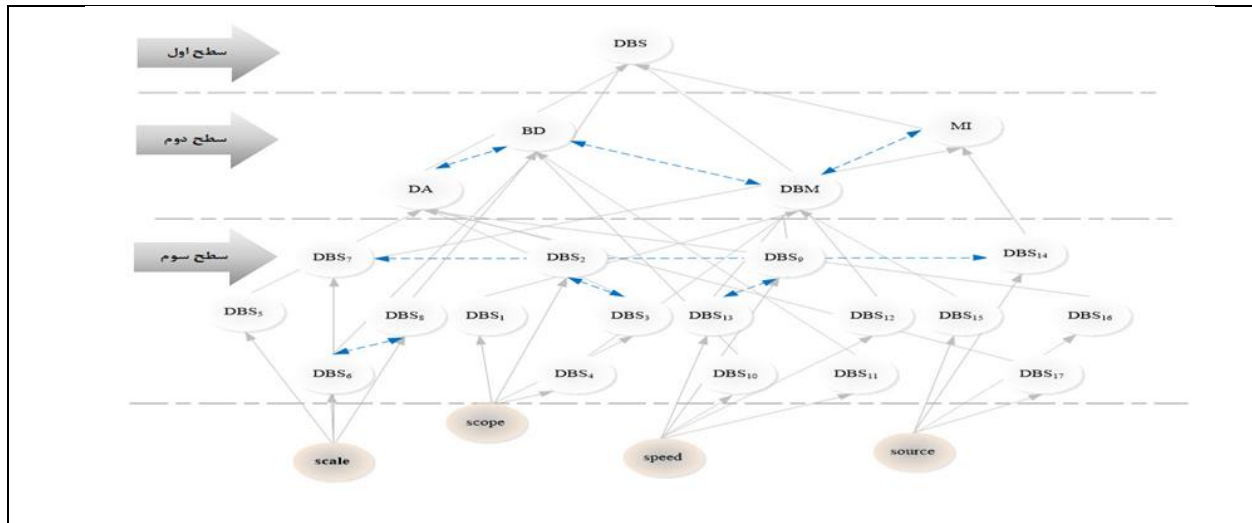 سطح اول
DBS
سطح دوم
BD
MI
DA
DBM
سطح سوم
DBS₇
DBS₂
DBS₉
DBS₁₄
DBS₅
DBS₈
DBS₁
DBS₃
DBS₁₃
DBS₁₂
DBS₁₅
DBS₁₆
DBS₆
DBS₄
DBS₁₀
DBS₁₁
DBS₁₇
scope
scale
speed
source